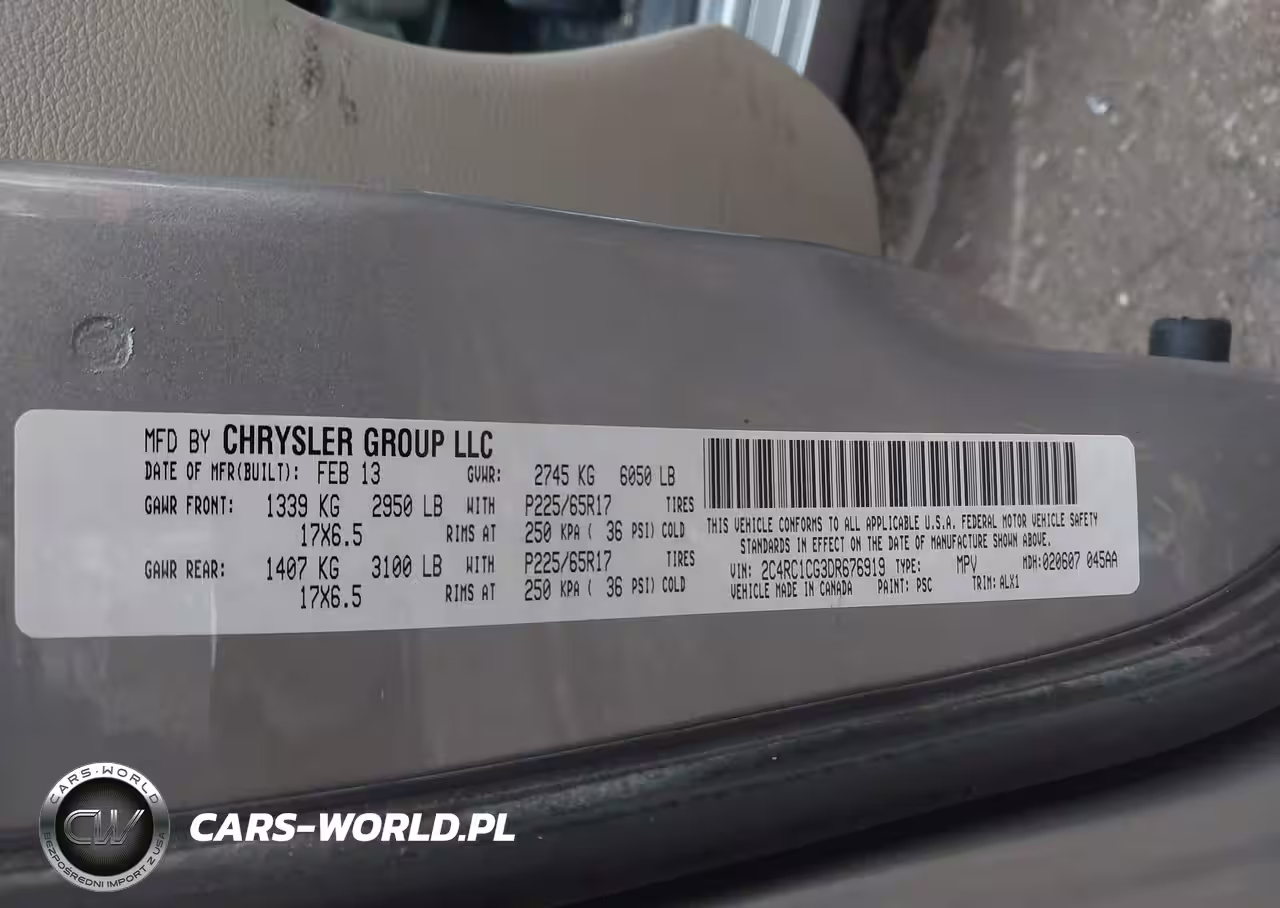 MFD BY CHRYSLER GROUP LLC
DATE OF MFR(BUILT): FEB 13 GVWR: 2745 KG 6050 LB
GAWR FRONT: 1339 KG 2950 LB WITH P225/65R17 TIRES
17X6.5 RIMS AT 250 KPA ( 36 PSI) COLD
GAWR REAR: 1407 KG 3100 LB WITH P225/65R17 TIRES
17X6.5 RIMS AT 250 KPA ( 36 PSI) COLD
THIS VEHICLE CONFORMS TO ALL APPLICABLE U.S.A. FEDERAL MOTOR VEHICLE SAFETY
STANDARDS IN EFFECT ON THE DATE OF MANUFACTURE SHOWN ABOVE.
VIN: 2C4RC1CG3DR676919 TYPE: MPV MDH: 020607 045AA
VEHICLE MADE IN CANADA PAINT: PSC TRIM: ALX1
CARS-WORLD
CW
BEZPOŚREDNI IMPORT Z USA
CARS-WORLD.PL